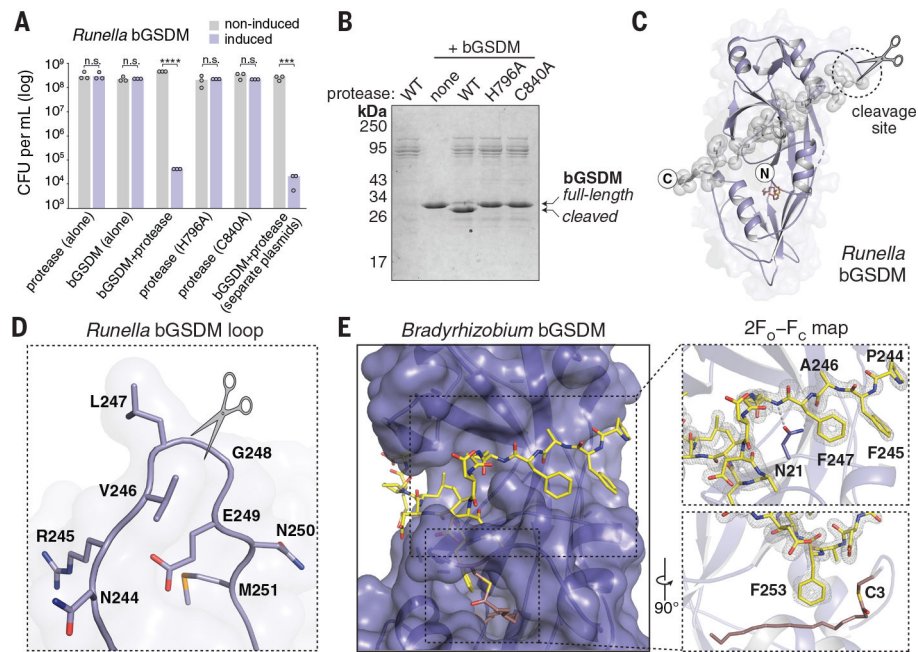 A
Runella bGSDM
non-induced
induced
n.s.
n.s.
****
n.s.
n.s.
***
CFU per mL (log)
10⁹
10⁸
10⁷
10⁶
10⁵
10⁴
10³
protease (alone)
bGSDM (alone)
bGSDM+protease
protease (H796A)
protease (C840A)
bGSDM+protease
(separate plasmids)
B
+ bGSDM
protease: WT none WT H796A C840A
kDa
250
95
43
34
26
17
*
bGSDM
full-length
cleaved
C
cleavage
site
C
N
Runella
bGSDM
D
Runella bGSDM loop
L247
G248
V246
E249
N250
R245
M251
N244
E
Bradyrhizobium bGSDM
90°
2Fₒ–F꜀ map
P244
A246
N21
F247
F245
F253
C3